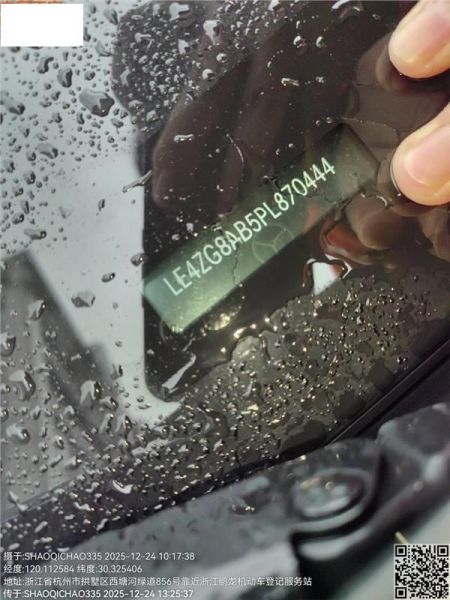 LE4ZG8AB5PL870444
摄于:SHAOQICHAO335 2025-12-24 10:17:38
经度:120.112584 纬度:30.325406
地址:浙江省杭州市拱墅区西塘河绿道856号靠近浙江鹏龙机动车登记服务站
传于:SHAOQICHAO335 2025-12-24 13:25:37